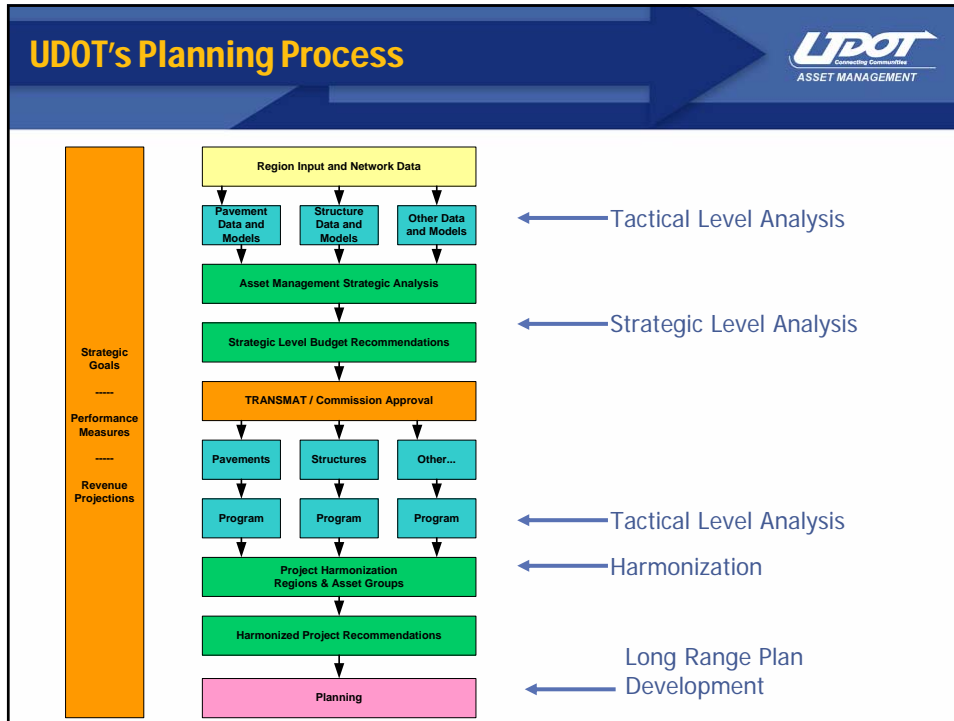 UDOT's Planning Process
UDOT
Connecting Communities
ASSET MANAGEMENT
Strategic
Goals
-----
Performance
Measures
-----
Revenue
Projections
Region Input and Network Data
Pavement
Data and
Models
Structure
Data and
Models
Other Data
and Models
Tactical Level Analysis
Asset Management Strategic Analysis
Strategic Level Analysis
Strategic Level Budget Recommendations
TRANSMAT / Commission Approval
Pavements
Structures
Other...
Program
Program
Program
Tactical Level Analysis
Project Harmonization
Regions & Asset Groups
Harmonization
Harmonized Project Recommendations
Planning
Long Range Plan
Development